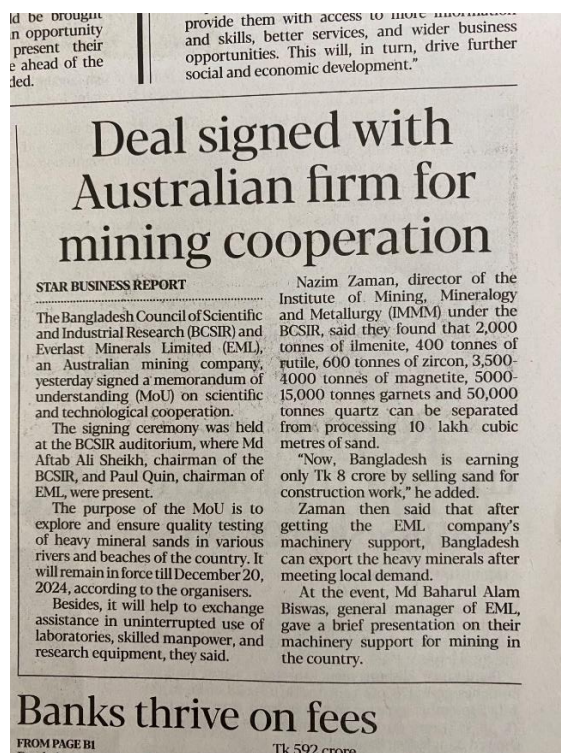 ld be brought
n opportunity
present their
e ahead of the
ded.
provide them with access to more information
and skills, better services, and wider business
opportunities. This will, in turn, drive further
social and economic development.”
Deal signed with
Australian firm for
mining cooperation
STAR BUSINESS REPORT
The Bangladesh Council of Scientific
and Industrial Research (BCSIR) and
Everlast Minerals Limited (EML),
an Australian mining company,
yesterday signed a memorandum of
understanding (MoU) on scientific
and technological cooperation.
The signing ceremony was held
at the BCSIR auditorium, where Md
Aftab Ali Sheikh, chairman of the
BCSIR, and Paul Quin, chairman of
EML, were present.
The purpose of the MoU is to
explore and ensure quality testing
of heavy mineral sands in various
rivers and beaches of the country. It
will remain in force till December 20,
2024, according to the organisers.
Besides, it will help to exchange
assistance in uninterrupted use of
laboratories, skilled manpower, and
research equipment, they said.
Nazim Zaman, director of the
Institute of Mining, Mineralogy
and Metallurgy (IMMM) under the
BCSIR, said they found that 2,000
tonnes of ilmenite, 400 tonnes of
rutile, 600 tonnes of zircon, 3,500-
4000 tonnes of magnetite, 5000-
15,000 tonnes garnets and 50,000
tonnes quartz can be separated
from processing 10 lakh cubic
metres of sand.
“Now, Bangladesh is earning
only Tk 8 crore by selling sand for
construction work,” he added.
Zaman then said that after
getting the EML company’s
machinery support, Bangladesh
can export the heavy minerals after
meeting local demand.
At the event, Md Baharul Alam
Biswas, general manager of EML,
gave a brief presentation on their
machinery support for mining in
the country.
Banks thrive on fees
FROM PAGE B1
Tk 592 crore